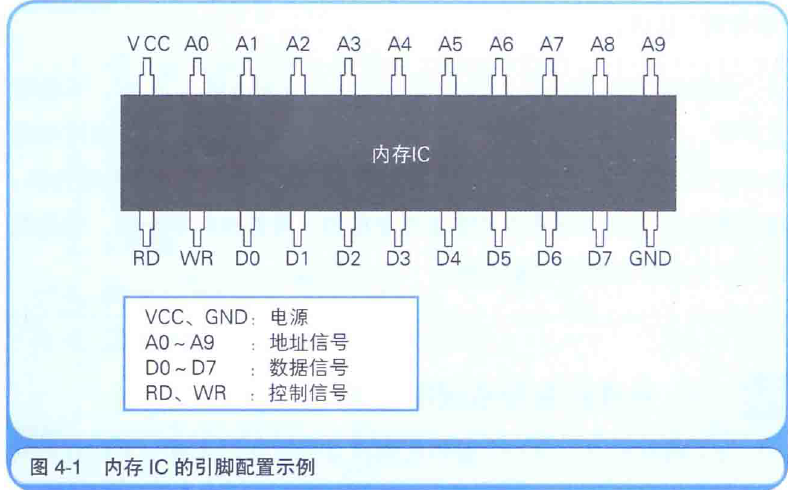 VCC A0 A1 A2 A3 A4 A5 A6 A7 A8 A9
内存IC
RD WR D0 D1 D2 D3 D4 D5 D6 D7 GND
VCC、GND：电源
A0~A9 ：地址信号
D0~D7 ：数据信号
RD、WR ：控制信号
图 4-1 内存 IC 的引脚配置示例